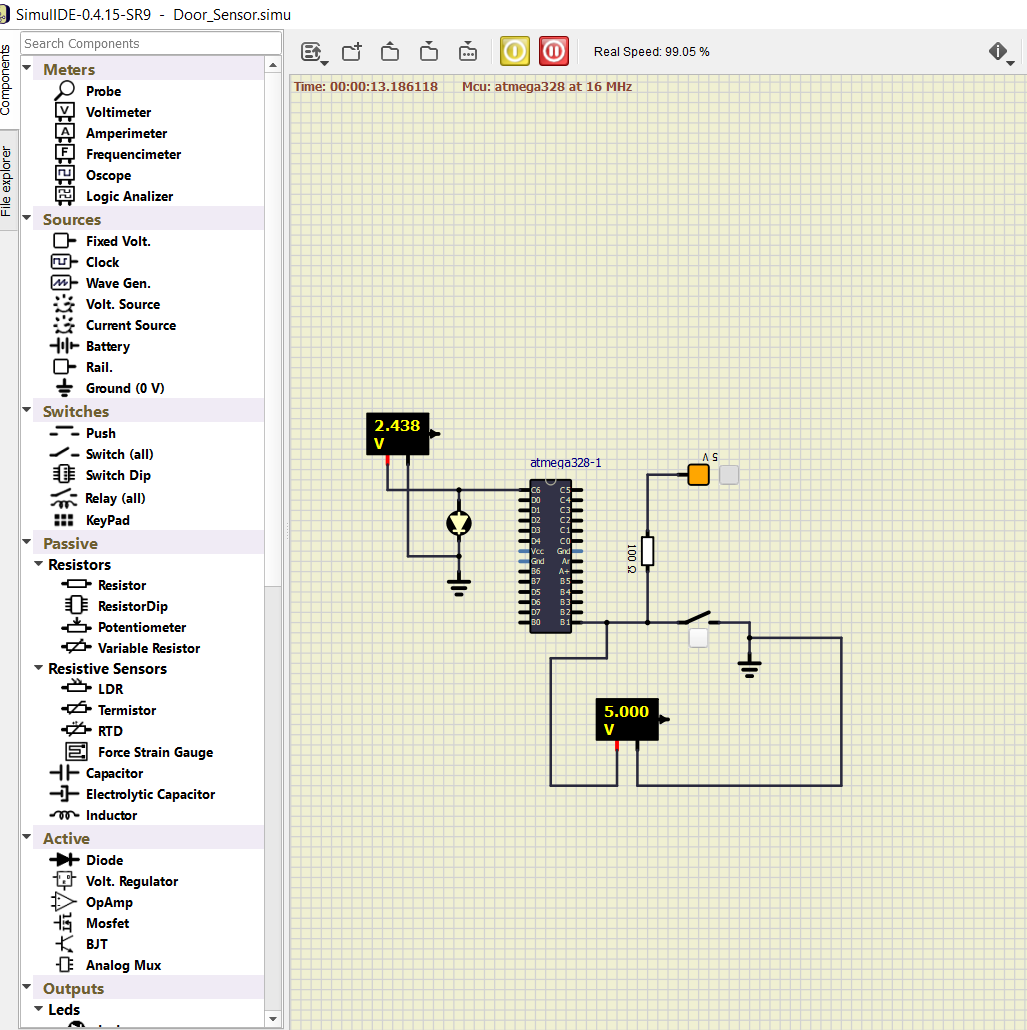 SimulIDE-0.4.15-SR9 - Door_Sensor.simu
Search Components
Components
File explorer
Meters
Probe
Voltimeter
Amperimeter
Frequencimeter
Oscope
Logic Analizer
Sources
Fixed Volt.
Clock
Wave Gen.
Volt. Source
Current Source
Battery
Rail.
Ground (0 V)
Switches
Push
Switch (all)
Switch Dip
Relay (all)
KeyPad
Passive
Resistors
Resistor
ResistorDip
Potentiometer
Variable Resistor
Resistive Sensors
LDR
Termistor
RTD
Force Strain Gauge
Capacitor
Electrolytic Capacitor
Inductor
Active
Diode
Volt. Regulator
OpAmp
Mosfet
BJT
Analog Mux
Outputs
Leds
Real Speed: 99.05 %
Time: 00:00:13.186118 Mcu: atmega328 at 16 MHz
2.438
V
atmega328-1
C6 C5
D0 C4
D1 C3
D2 C2
D3 C1
D4 C0
Vcc Gnd
Gnd Ar
B6 A+
B7 B5
D5 B4
D6 B3
D7 B2
B0 B1
5 V
100 Ω
5.000
V